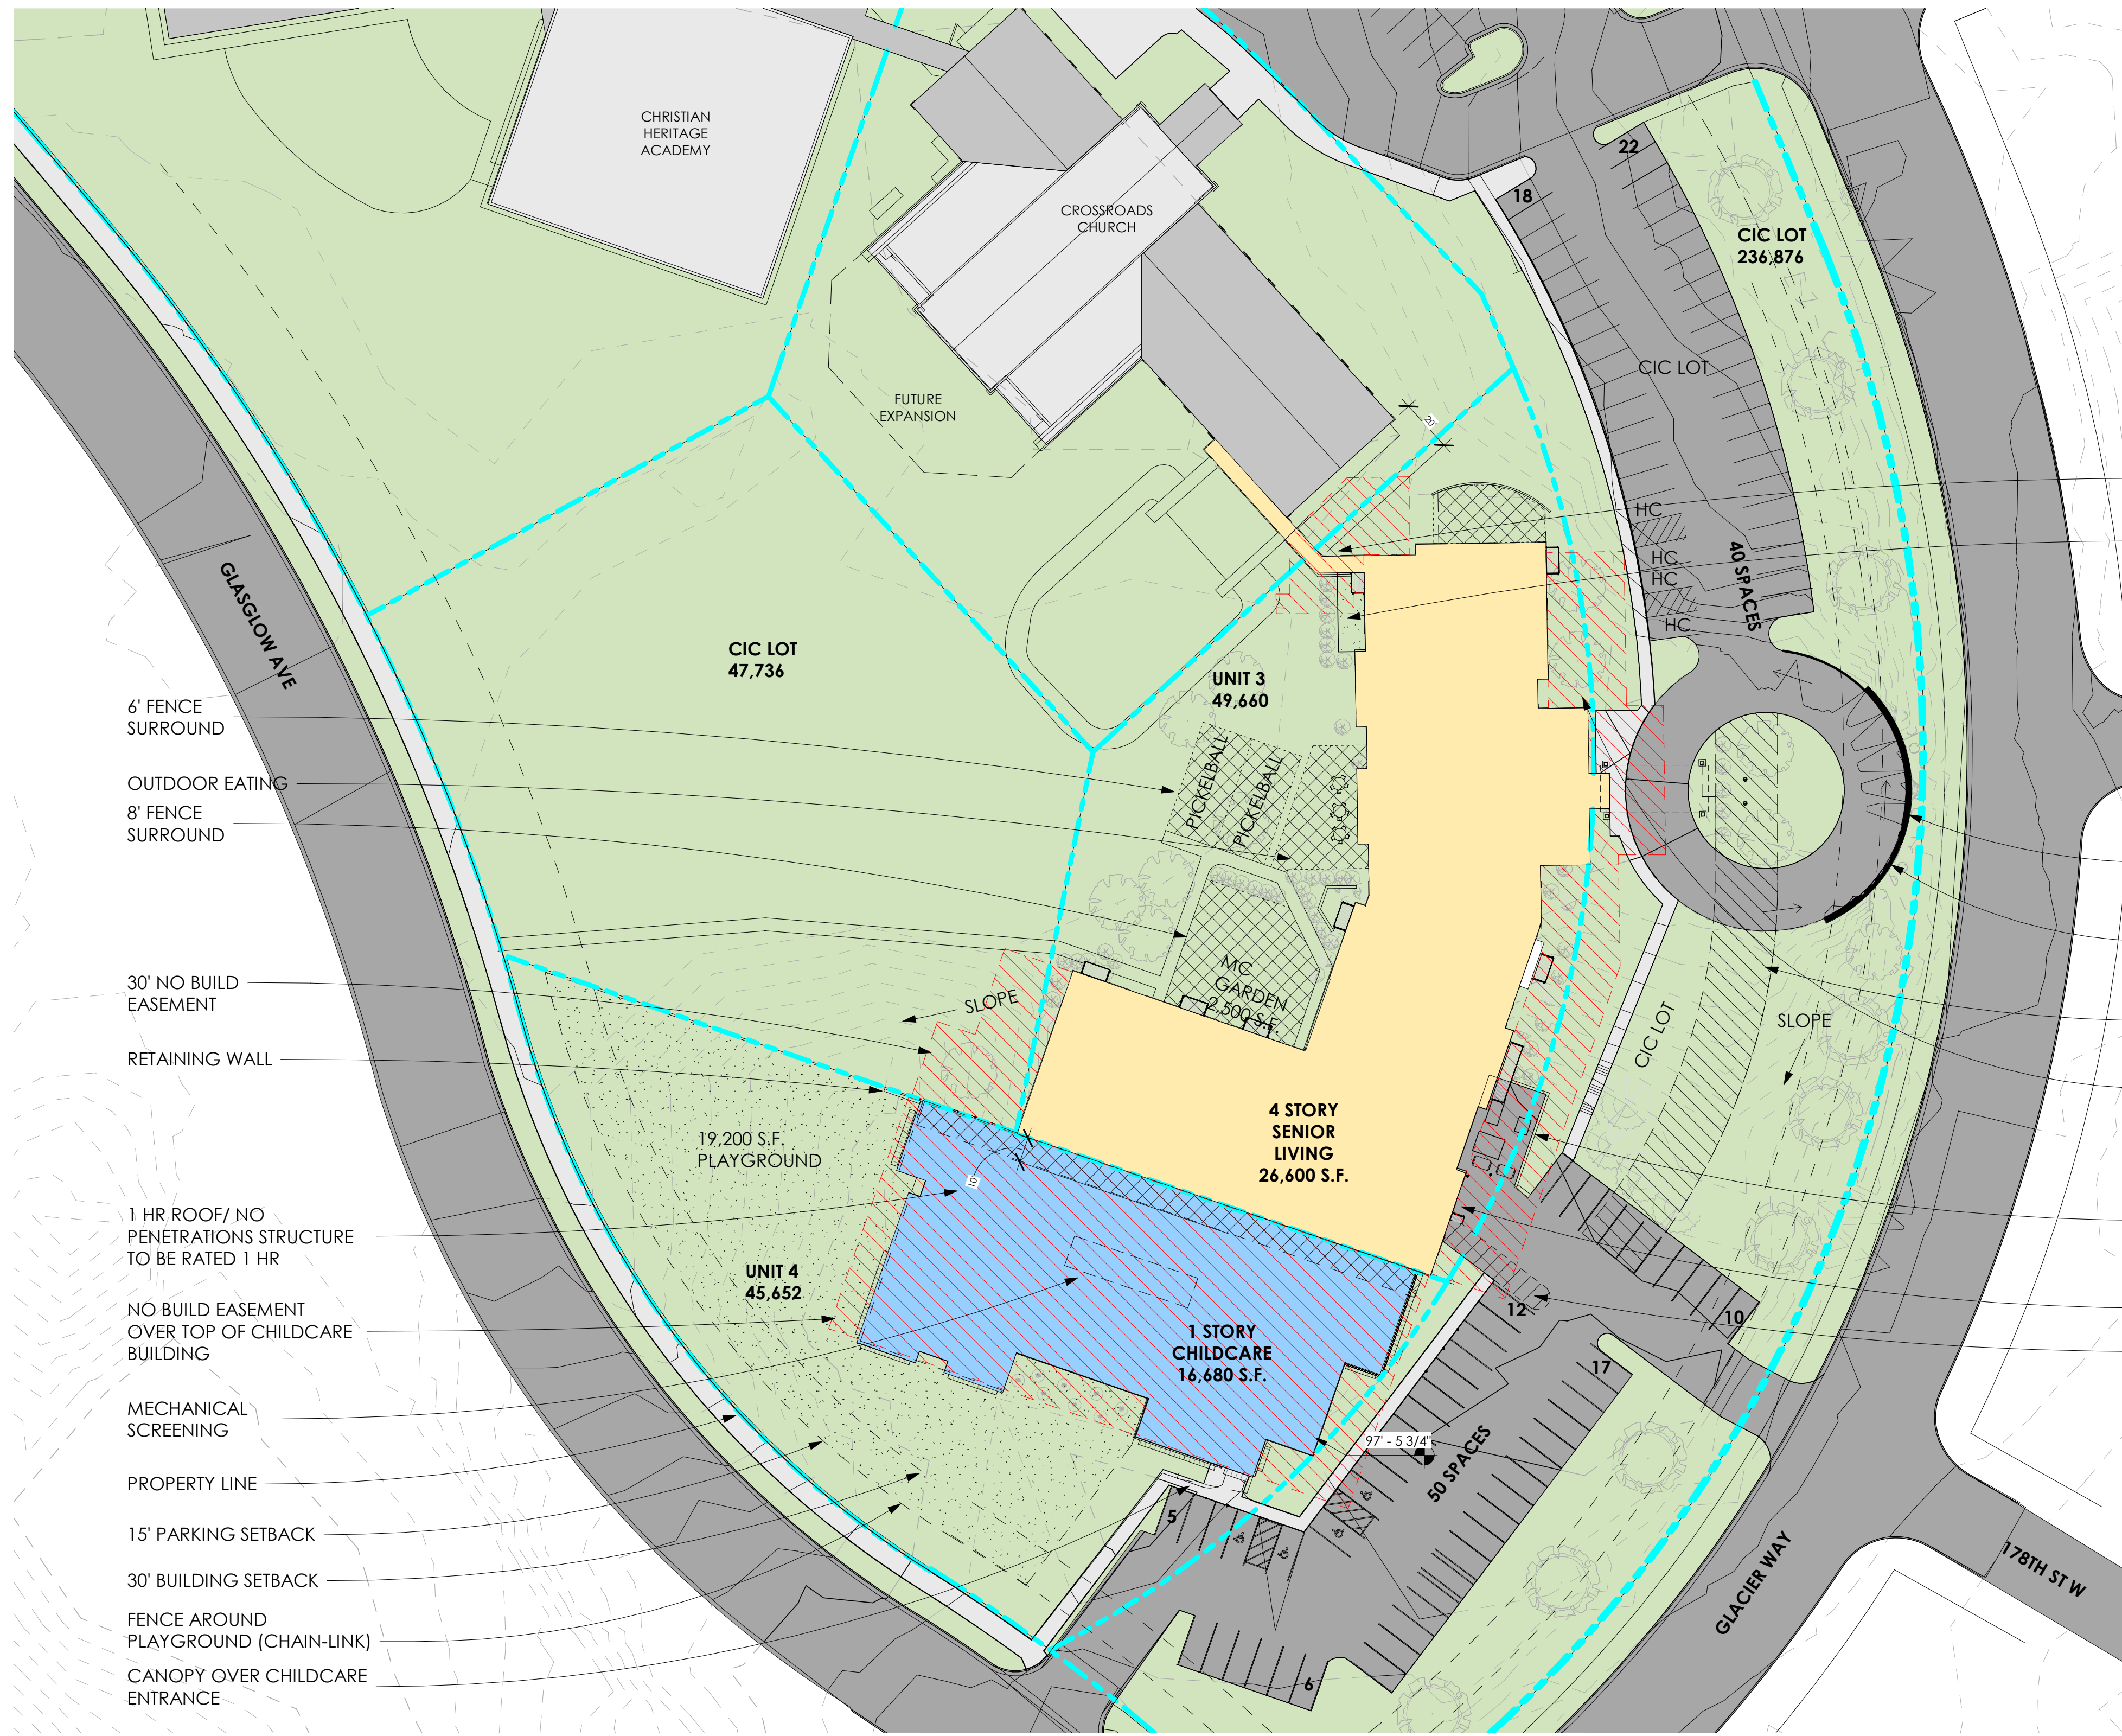 CHRISTIAN
HERITAGE
ACADEMY
CROSSROADS
CHURCH
22
18
CIC LOT
236,876
CIC LOT
FUTURE
EXPANSION
20'
HC
HC
HC
HC
40 SPACES
GLASGLOW AVE
CIC LOT
47,736
UNIT 3
49,660
6' FENCE
SURROUND
OUTDOOR EATING
8' FENCE
SURROUND
PICKELBALL
PICKELBALL
MC
GARDEN
2,500 S.F.
30' NO BUILD
EASEMENT
SLOPE
CIC LOT
SLOPE
RETAINING WALL
4 STORY
SENIOR
LIVING
26,600 S.F.
19,200 S.F.
PLAYGROUND
10'
1 HR ROOF/ NO
PENETRATIONS STRUCTURE
TO BE RATED 1 HR
UNIT 4
45,652
NO BUILD EASEMENT
OVER TOP OF CHILDCARE
BUILDING
12
10
1 STORY
CHILDCARE
16,680 S.F.
17
MECHANICAL
SCREENING
97' - 5 3/4"
50 SPACES
PROPERTY LINE
15' PARKING SETBACK
5
30' BUILDING SETBACK
FENCE AROUND
PLAYGROUND (CHAIN-LINK)
CANOPY OVER CHILDCARE
ENTRANCE
6
GLACIER WAY
178TH ST W